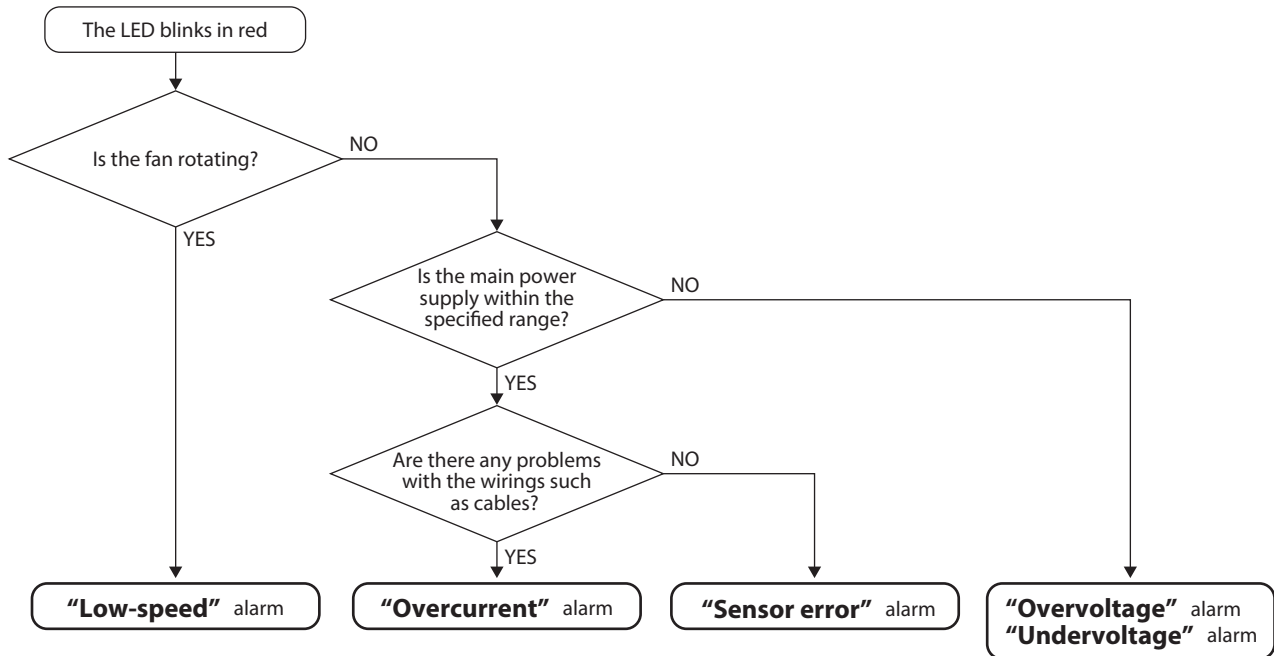 The LED blinks in red
Is the fan rotating?
NO
YES
Is the main power
supply within the
specified range?
NO
YES
Are there any problems
with the wirings such
as cables?
NO
YES
“Low-speed” alarm
“Overcurrent” alarm
“Sensor error” alarm
“Overvoltage” alarm
“Undervoltage” alarm